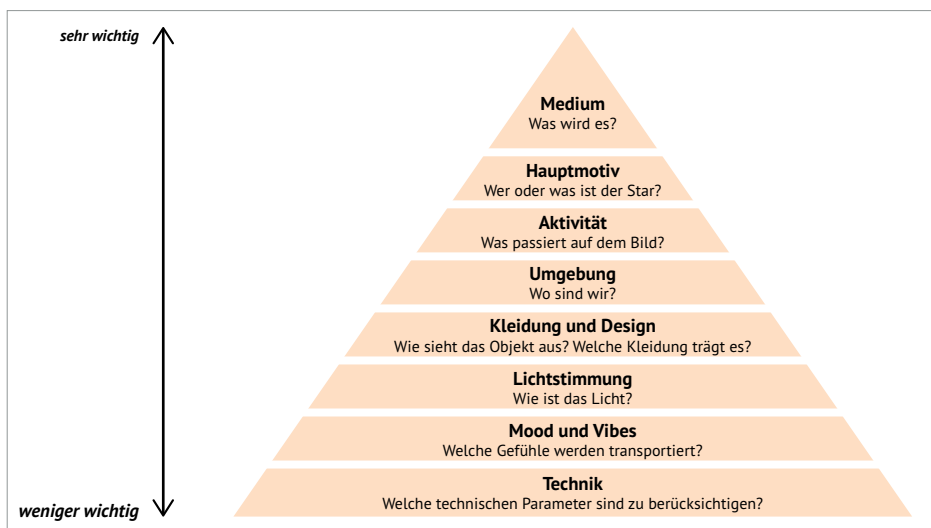 sehr wichtig
Medium
Was wird es?
Hauptmotiv
Wer oder was ist der Star?
Aktivität
Was passiert auf dem Bild?
Umgebung
Wo sind wir?
Kleidung und Design
Wie sieht das Objekt aus? Welche Kleidung trägt es?
Lichtstimmung
Wie ist das Licht?
Mood und Vibes
Welche Gefühle werden transportiert?
Technik
Welche technischen Parameter sind zu berücksichtigen?
weniger wichtig